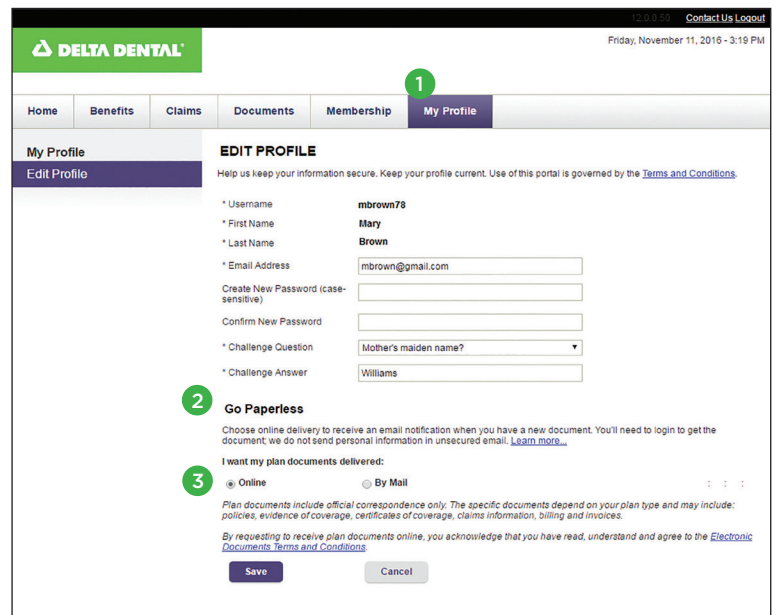 12.0.0.50 Contact Us Logout
Friday, November 11, 2016 - 3:19 PM
DELTA DENTAL
1
Home Benefits Claims Documents Membership My Profile
My Profile
Edit Profile
EDIT PROFILE
Help us keep your information secure. Keep your profile current. Use of this portal is governed by the Terms and Conditions.
* Username mbrown78
* First Name Mary
* Last Name Brown
* Email Address mbrown@gmail.com
Create New Password (case-
sensitive)
Confirm New Password
* Challenge Question Mother's maiden name?
* Challenge Answer Williams
2
Go Paperless
Choose online delivery to receive an email notification when you have a new document. You'll need to login to get the
document; we do not send personal information in unsecured email. Learn more...
I want my plan documents delivered:
3
Online By Mail : : :
Plan documents include official correspondence only. The specific documents depend on your plan type and may include:
policies, evidence of coverage, certificates of coverage, claims information, billing and invoices.
By requesting to receive plan documents online, you acknowledge that you have read, understand and agree to the Electronic
Documents Terms and Conditions.
Save Cancel